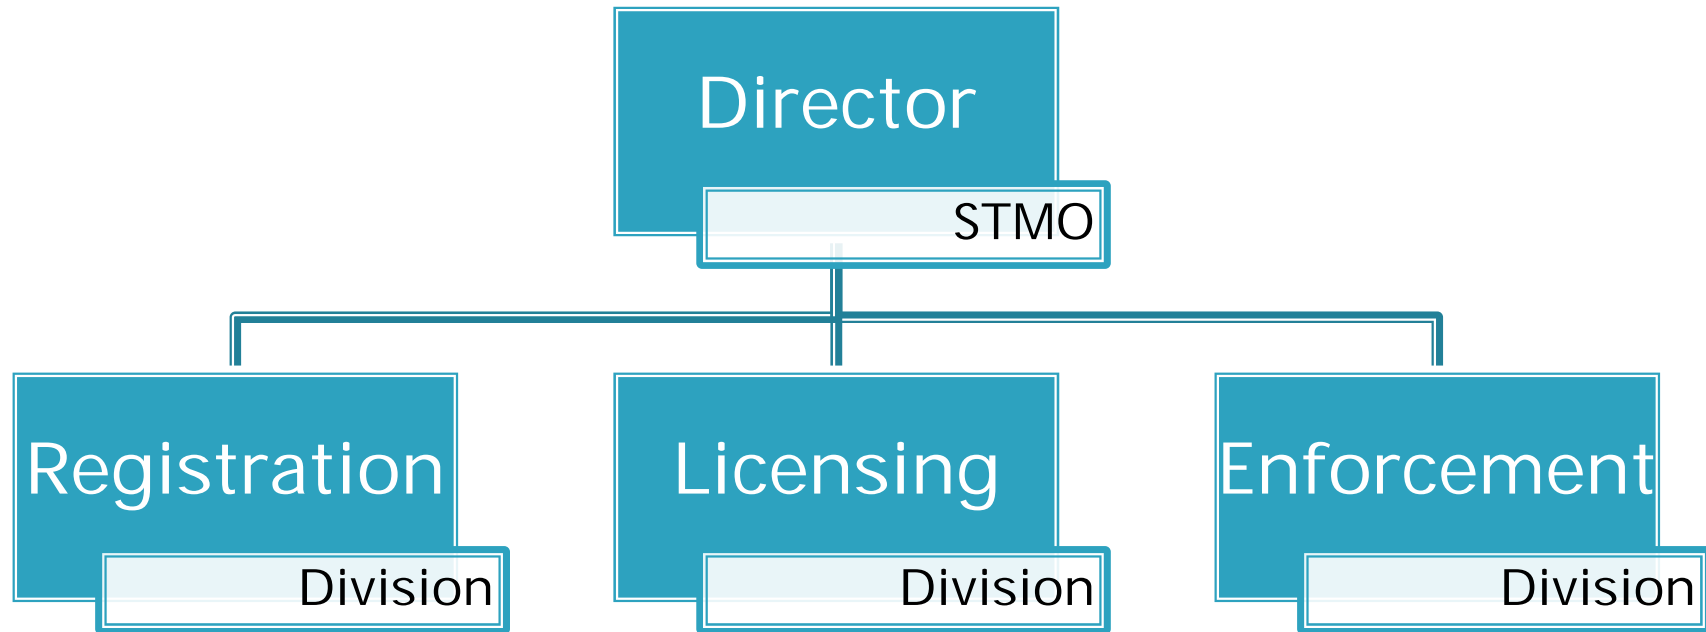 Director
STMO
Registration
Division
Licensing
Division
Enforcement
Division